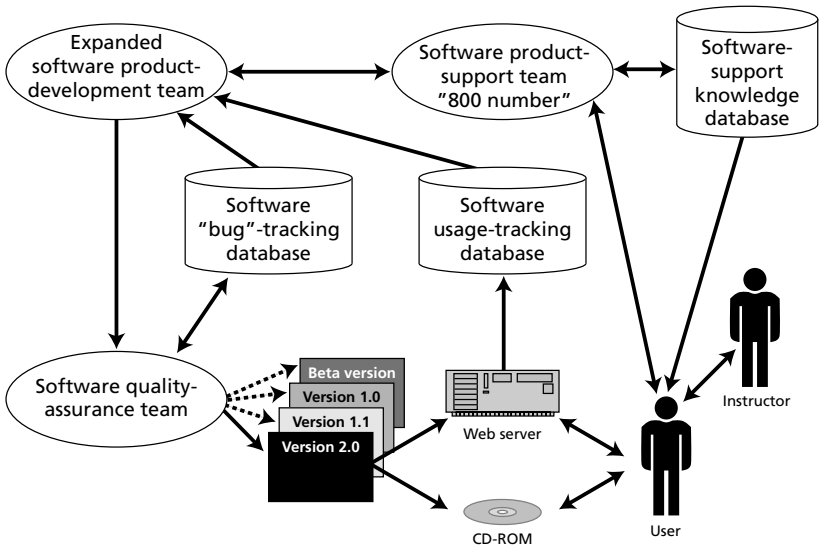 Expanded
software product-
development team
Software product-
support team
"800 number"
Software-
support
knowledge
database
Software
"bug"-tracking
database
Software
usage-tracking
database
Software quality-
assurance team
Beta version
Version 1.0
Version 1.1
Version 2.0
Web server
CD-ROM
Instructor
User